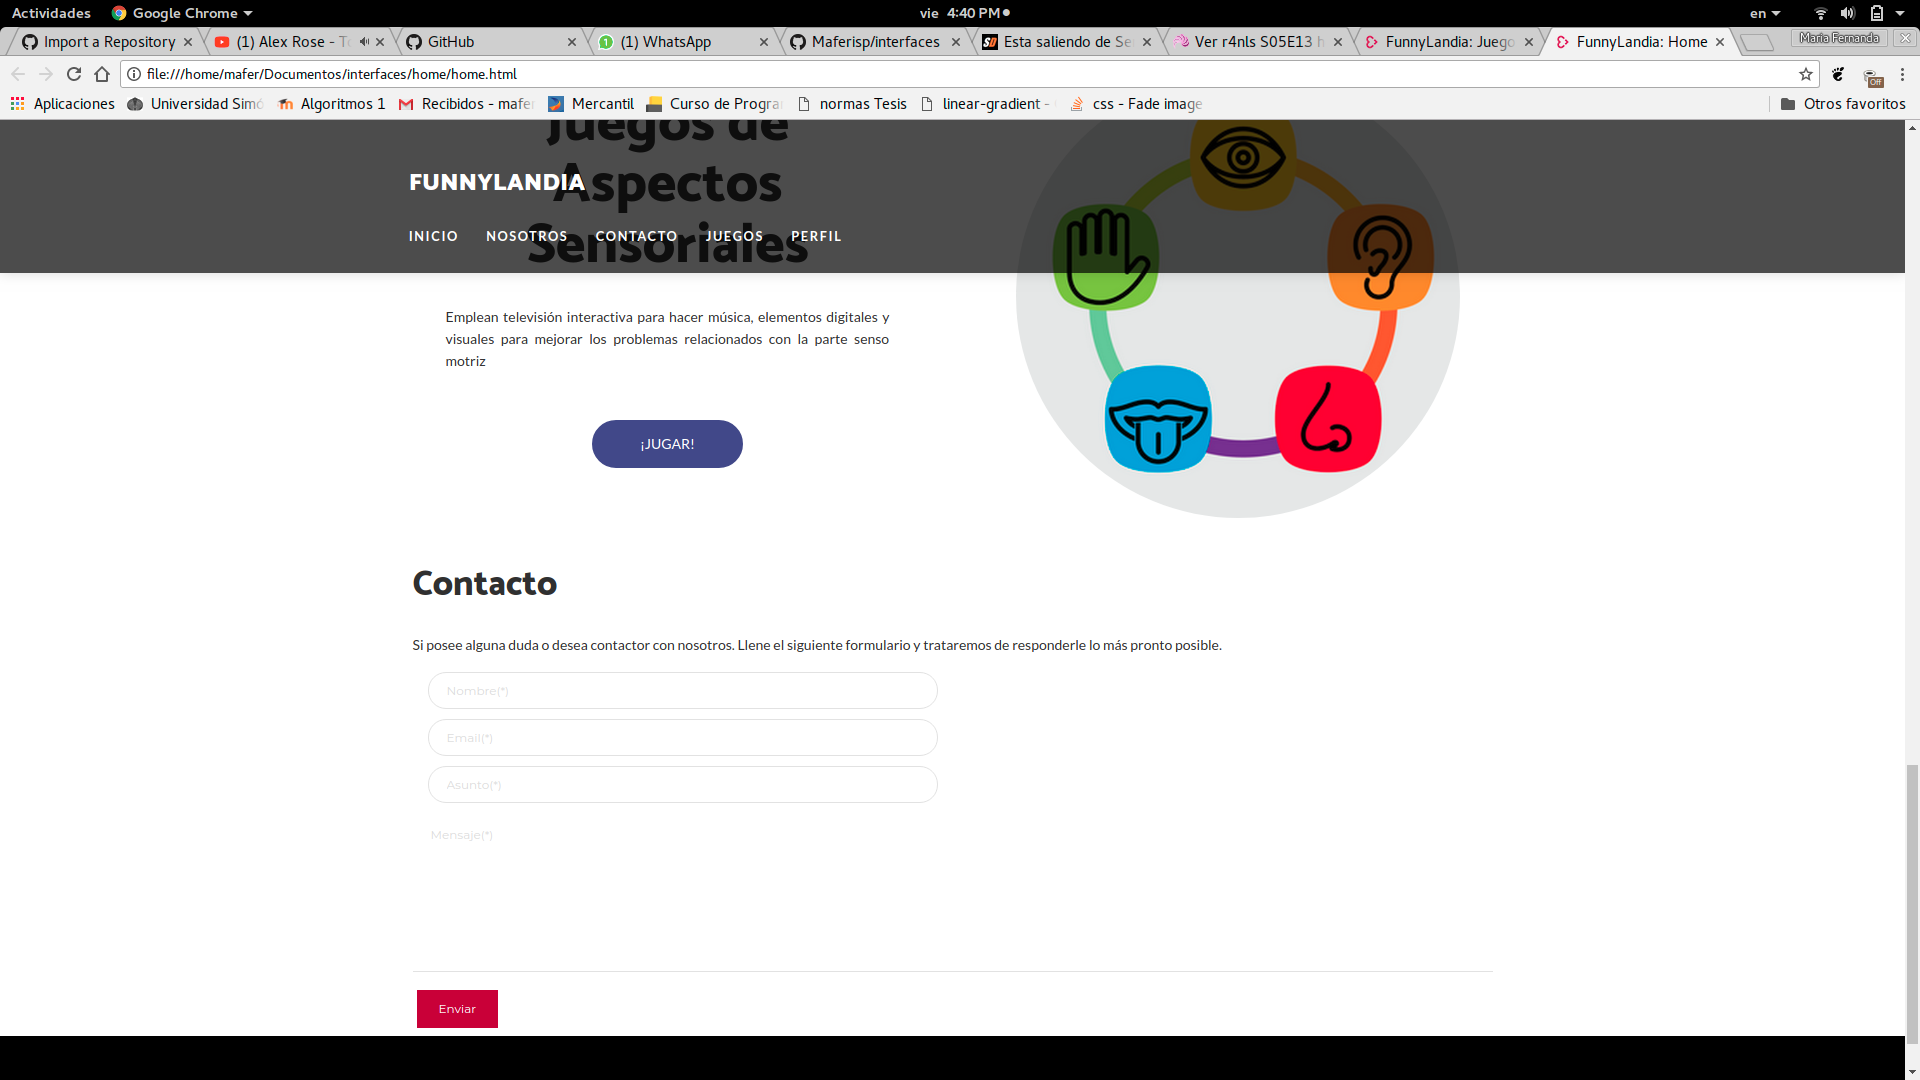 Actividades Google Chrome vie 4:40 PM en
Import a Repository (1) Alex Rose - To GitHub (1) WhatsApp Maferisp/interfaces Esta saliendo de Se Ver r4nls S05E13 h FunnyLandia: Juego FunnyLandia: Home Maria Fernanda
file:///home/mafer/Documentos/interfaces/home/home.html
Off
Aplicaciones Universidad Simó Algoritmos 1 Recibidos - mafer Mercantil Curso de Progra normas Tesis linear-gradient - css - Fade image Otros favoritos
Juegos de
Aspectos
Sensoriales
FUNNYLANDIA
INICIO NOSOTROS CONTACTO JUEGOS PERFIL
Emplean televisión interactiva para hacer música, elementos digitales y
visuales para mejorar los problemas relacionados con la parte senso
motriz
¡JUGAR!
Contacto
Si posee alguna duda o desea contactor con nosotros. Llene el siguiente formulario y trataremos de responderle lo más pronto posible.
Nombre(*)
Email(*)
Asunto(*)
Mensaje(*)
Enviar